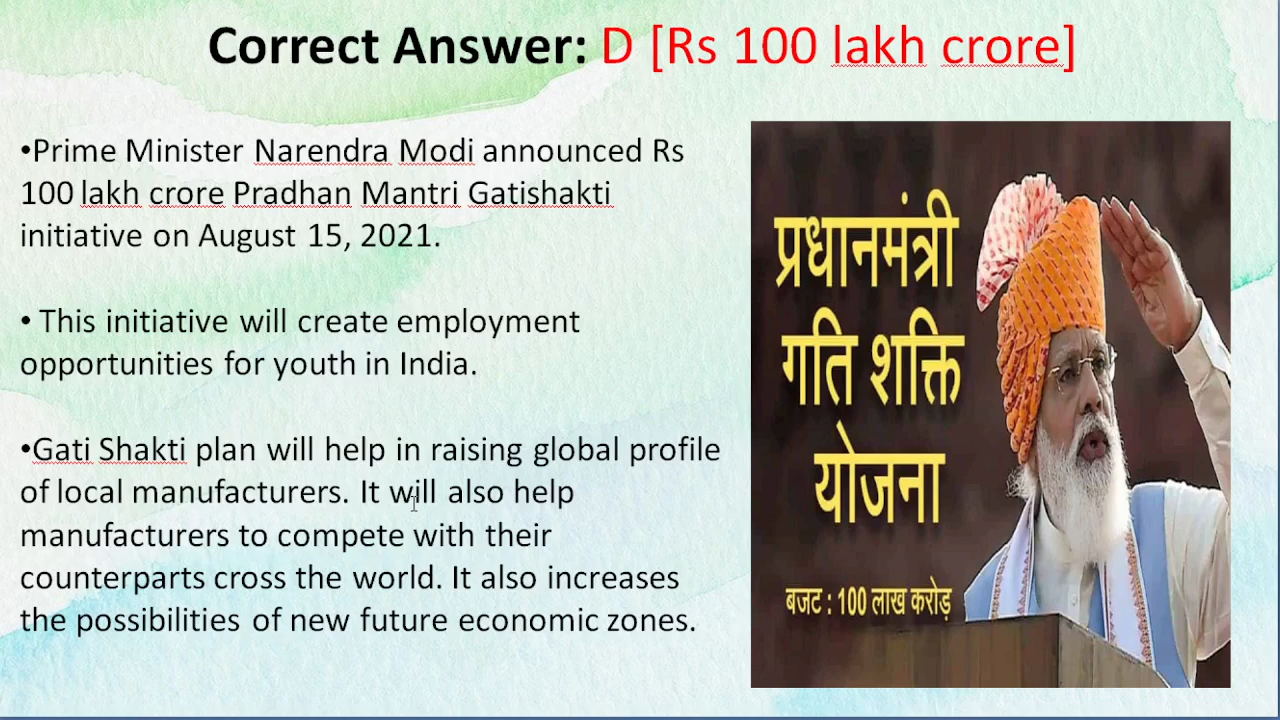 Correct Answer: D [Rs 100 lakh crore]
•Prime Minister Narendra Modi announced Rs
100 lakh crore Pradhan Mantri Gatishakti
initiative on August 15, 2021.
• This initiative will create employment
opportunities for youth in India.
•Gati Shakti plan will help in raising global profile
of local manufacturers. It will also help
manufacturers to compete with their
counterparts cross the world. It also increases
the possibilities of new future economic zones.
प्रधानमंत्री
गति शक्ति
योजना
बजट : 100 लाख करोड़